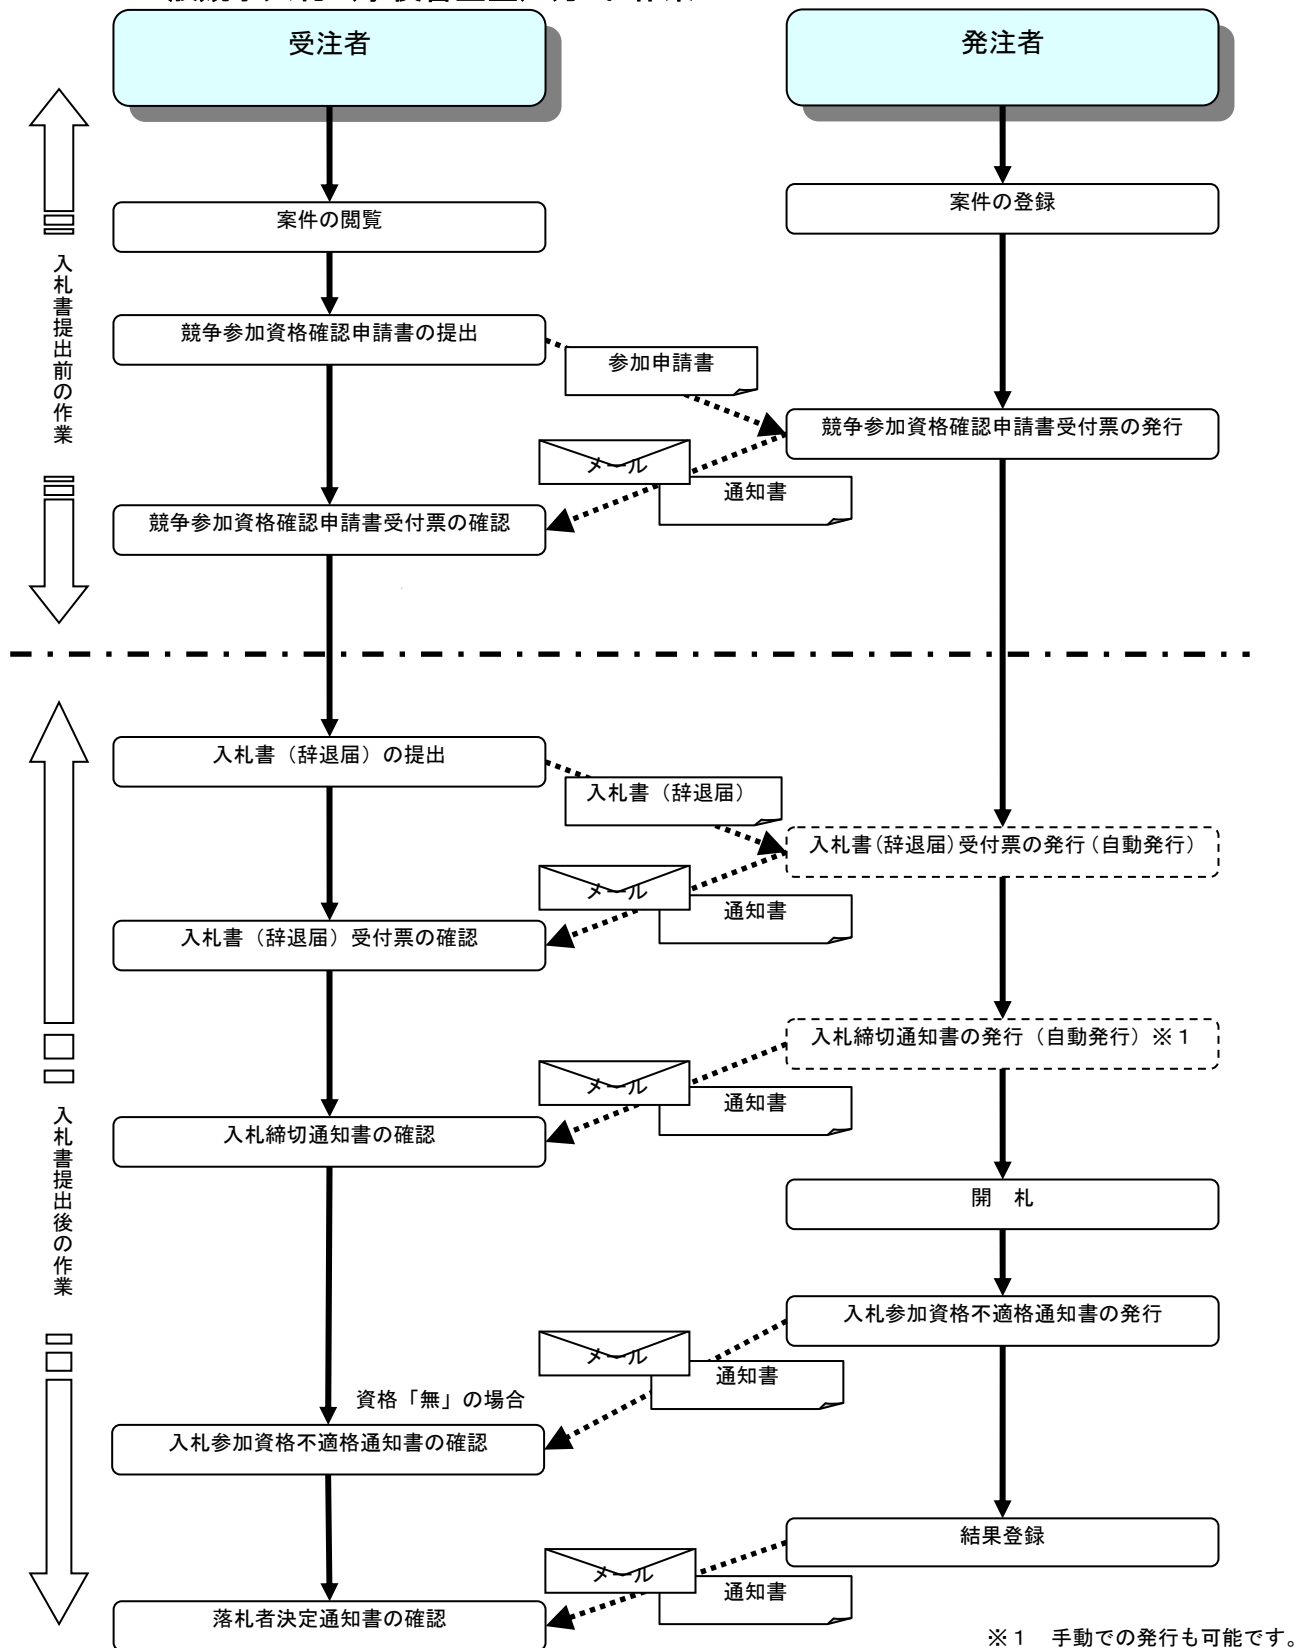 受注者
発注者
案件の登録
案件の閲覧
入札書提出前の作業
競争参加資格確認申請書の提出
参加申請書
競争参加資格確認申請書受付票の発行
メール
通知書
競争参加資格確認申請書受付票の確認
入札書（辞退届）の提出
入札書（辞退届）
入札書（辞退届）受付票の発行（自動発行）
メール
通知書
入札書（辞退届）受付票の確認
入札締切通知書の発行（自動発行）※１
メール
通知書
入札締切通知書の確認
入札書提出後の作業
開　札
入札参加資格不適格通知書の発行
メール
通知書
資格「無」の場合
入札参加資格不適格通知書の確認
結果登録
メール
通知書
落札者決定通知書の確認
※１　手動での発行も可能です。